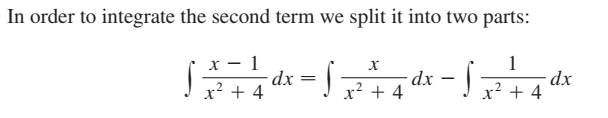 In order to integrate the second term we split it into two parts:
∫ (x − 1)/(x² + 4) dx = ∫ x/(x² + 4) dx − ∫ 1/(x² + 4) dx